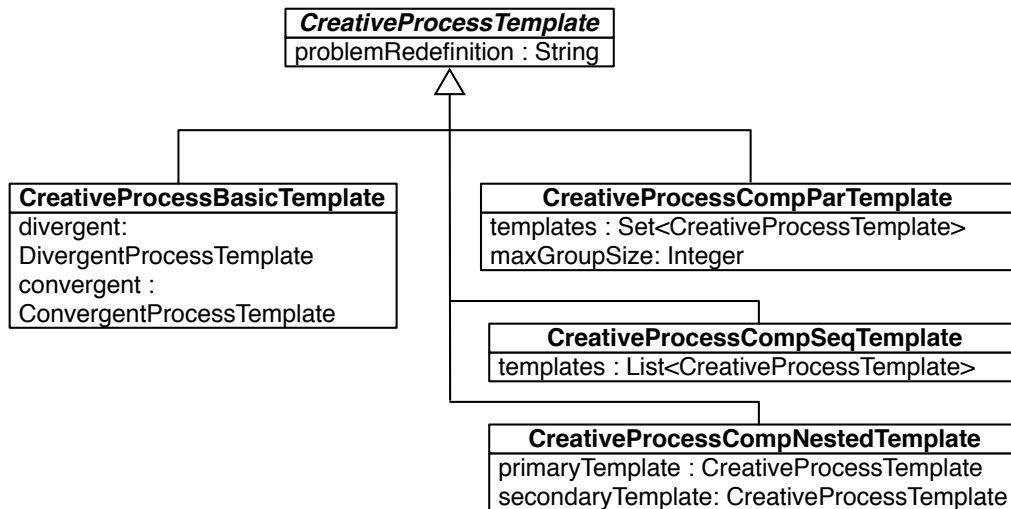 CreativeProcessTemplate
problemRedefinition : String
CreativeProcessBasicTemplate
divergent:
DivergentProcessTemplate
convergent :
ConvergentProcessTemplate
CreativeProcessCompParTemplate
templates : Set<CreativeProcessTemplate>
maxGroupSize: Integer
CreativeProcessCompSeqTemplate
templates : List<CreativeProcessTemplate>
CreativeProcessCompNestedTemplate
primaryTemplate : CreativeProcessTemplate
secondaryTemplate: CreativeProcessTemplate